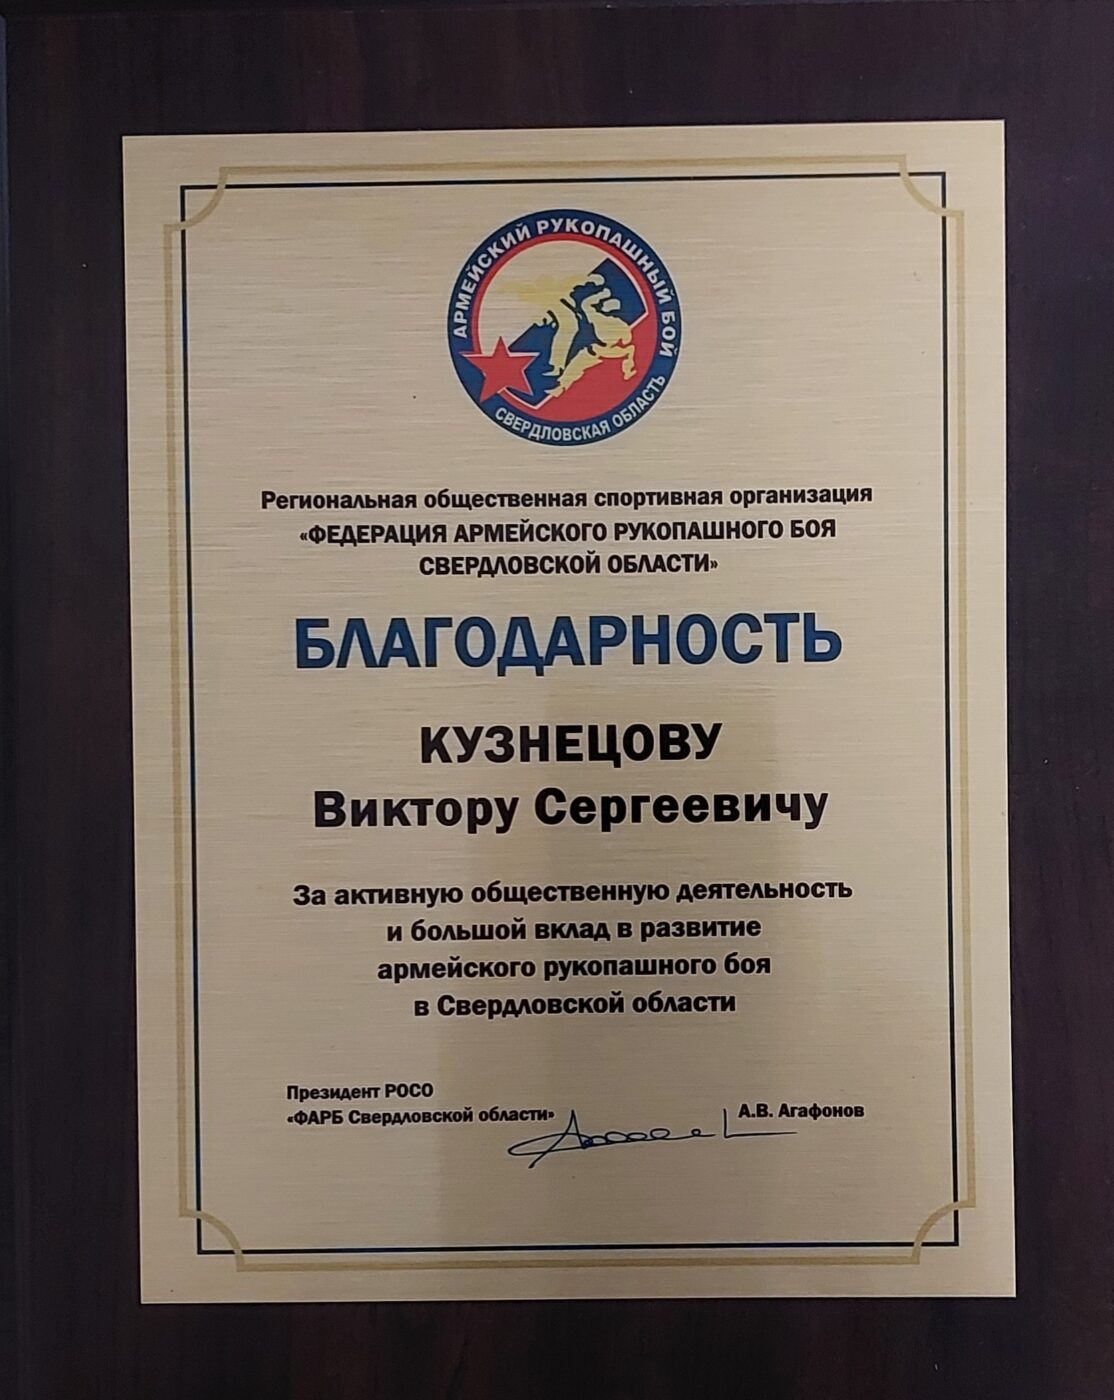 АРМЕЙСКИЙ РУКОПАШНЫЙ БОЙ
СВЕРДЛОВСКАЯ ОБЛАСТЬ
Региональная общественная спортивная организация
«ФЕДЕРАЦИЯ АРМЕЙСКОГО РУКОПАШНОГО БОЯ
СВЕРДЛОВСКОЙ ОБЛАСТИ»
БЛАГОДАРНОСТЬ
КУЗНЕЦОВУ
Виктору Сергеевичу
За активную общественную деятельность
и большой вклад в развитие
армейского рукопашного боя
в Свердловской области
Президент РОСО
«ФАРБ Свердловской области»
А.В. Агафонов